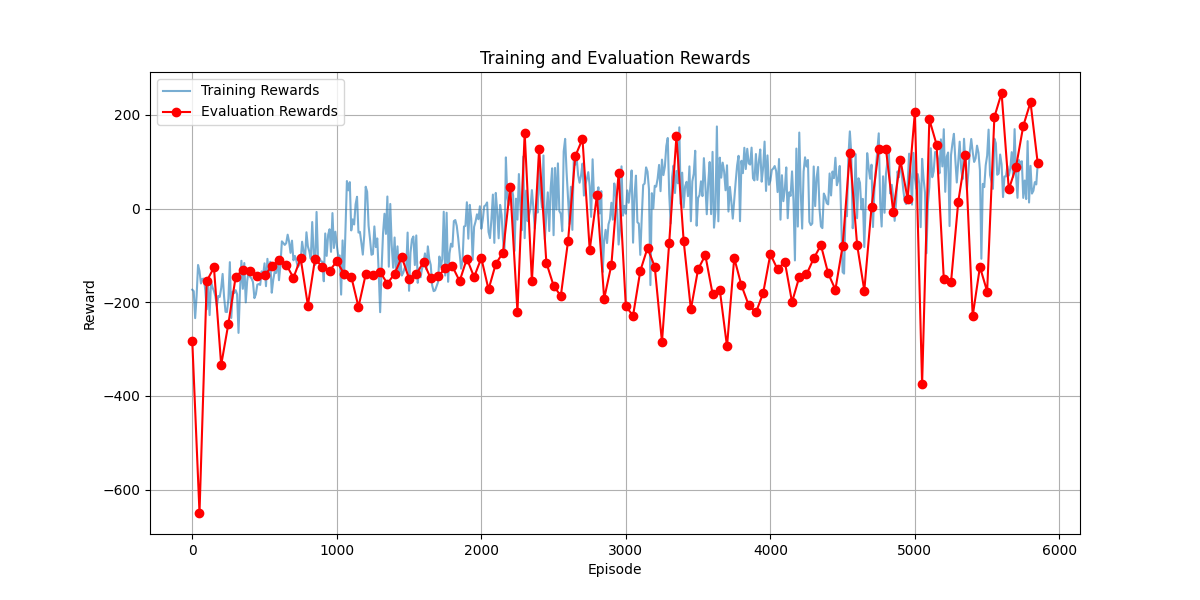 Training and Evaluation Rewards
Training Rewards
Evaluation Rewards
200
0
−200
−400
−600
Reward
0 1000 2000 3000 4000 5000 6000
Episode